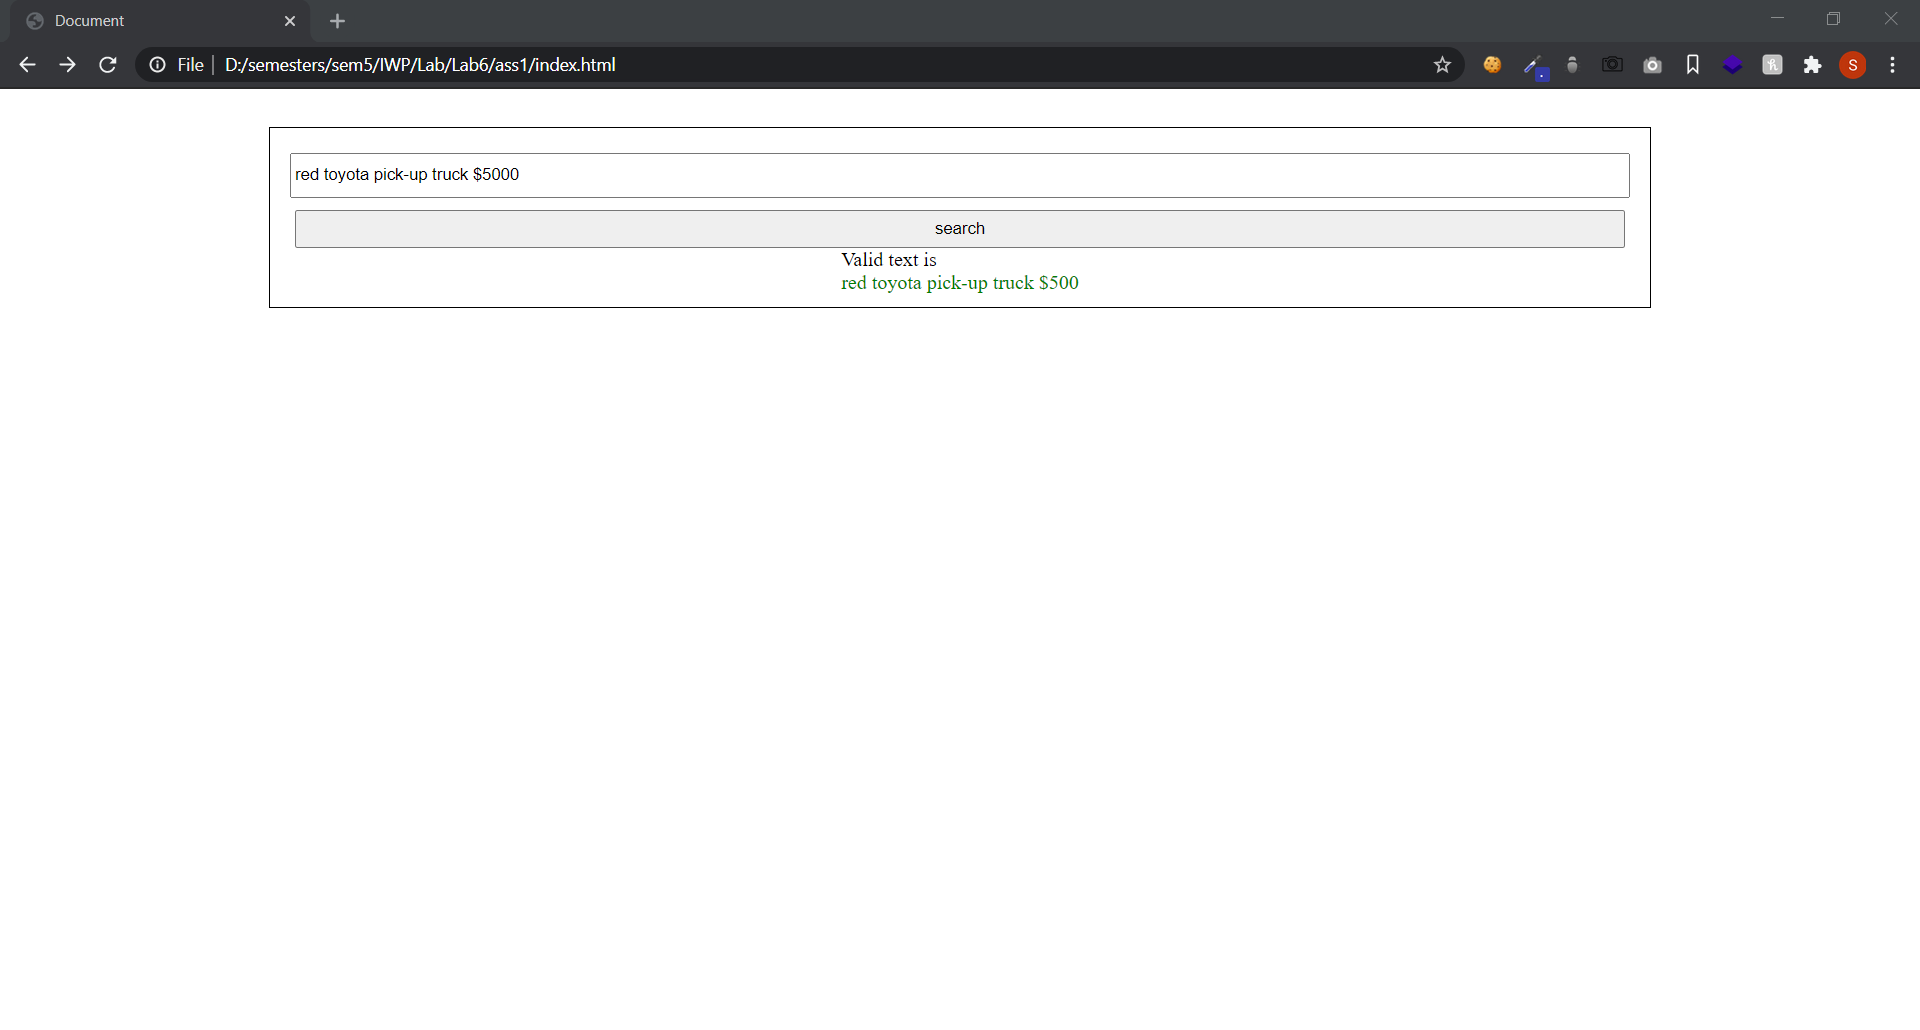 Document
File
D:/semesters/sem5/IWP/Lab/Lab6/ass1/index.html
S
red toyota pick-up truck $5000
search
Valid text is
red toyota pick-up truck $500